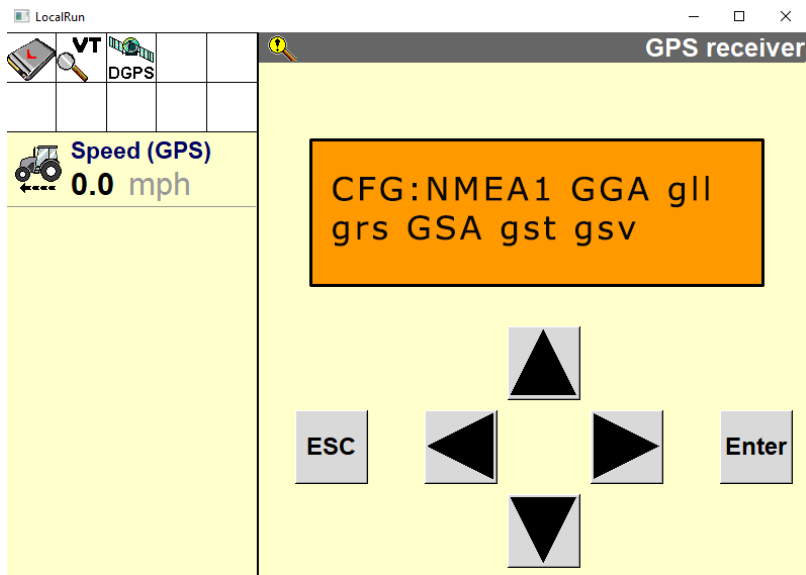 LocalRun
VT
DGPS
GPS receiver
Speed (GPS)
0.0 mph
CFG:NMEA1 GGA gll
grs GSA gst gsv
ESC
Enter